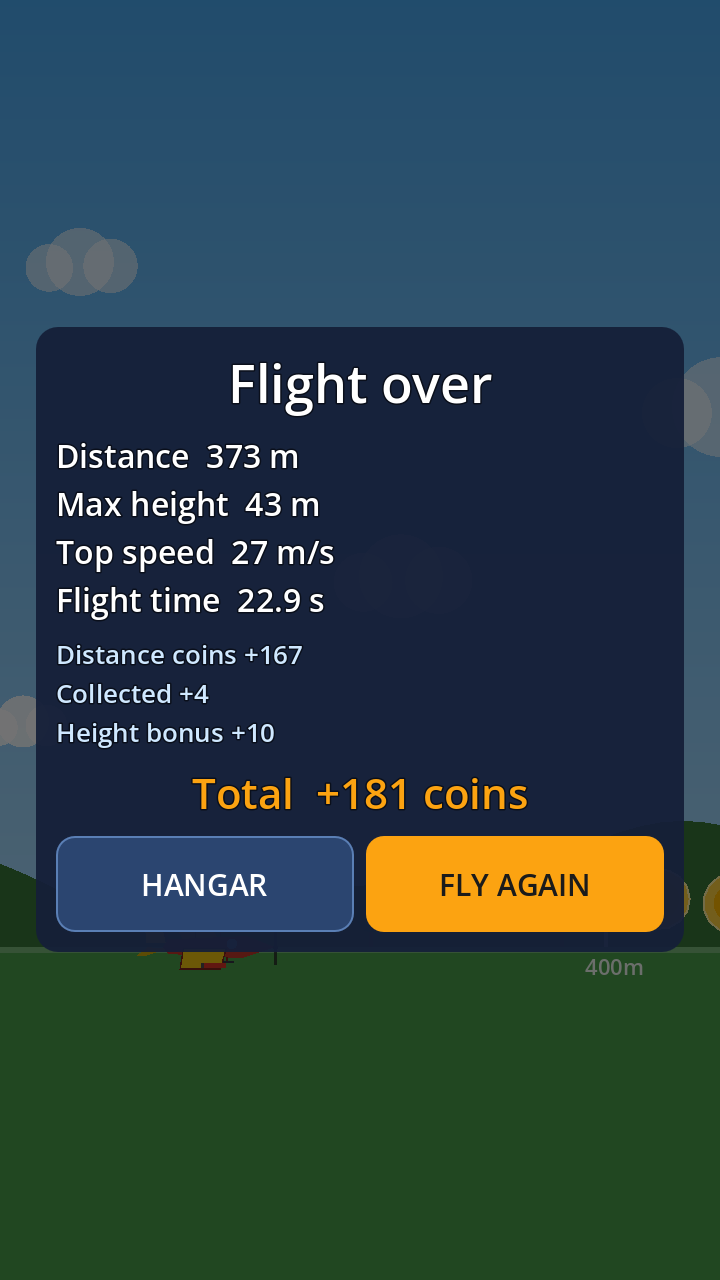 Flight over
Distance 373 m
Max height 43 m
Top speed 27 m/s
Flight time 22.9 s
Distance coins +167
Collected +4
Height bonus +10
Total +181 coins
HANGAR
FLY AGAIN
400m